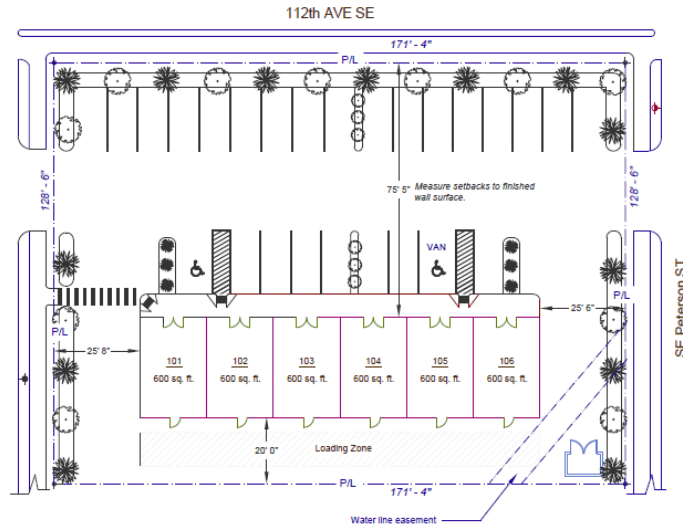 112th AVE SE
171' - 4"
P/L
128' - 6"
128' - 6"
75' 5"
Measure setbacks to finished
wall surface.
VAN
SE Peterson ST
P/L
25' 6"
P/L
25' 8"
101
600 sq. ft.
102
600 sq. ft.
103
600 sq. ft.
104
600 sq. ft.
105
600 sq. ft.
106
600 sq. ft.
20' 0"
Loading Zone
P/L
171' - 4"
Water line easement